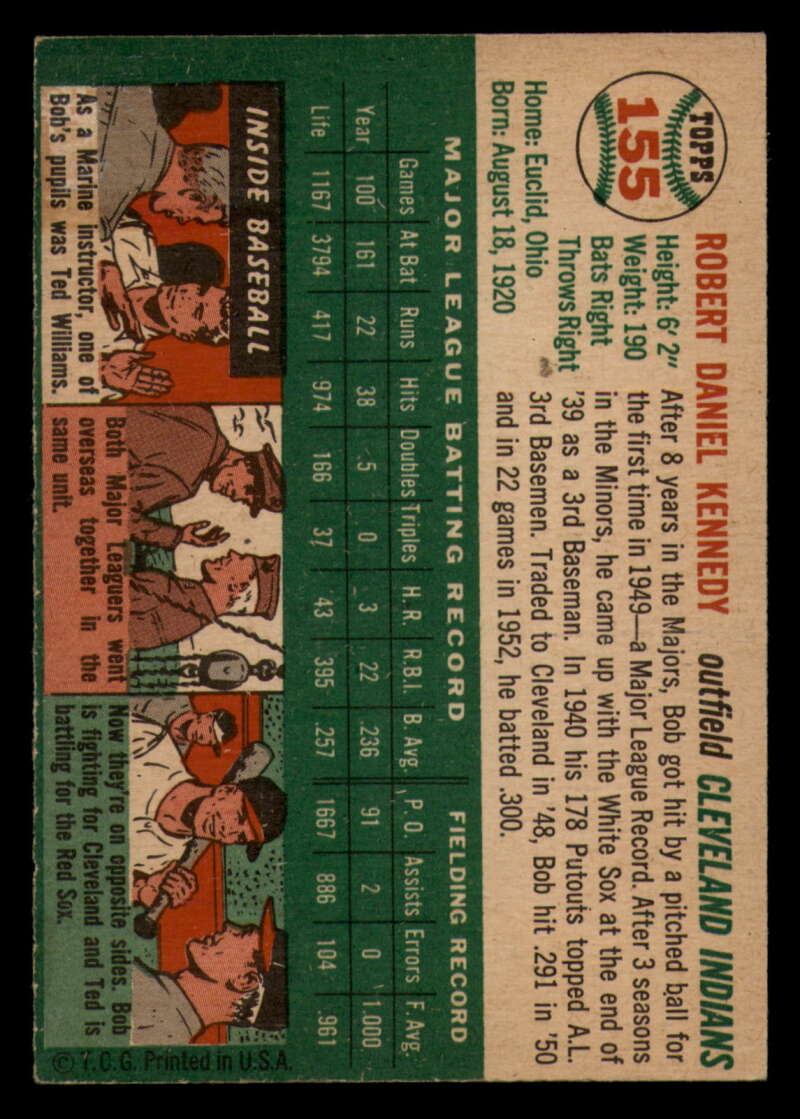 TOPPS
155
ROBERT DANIEL KENNEDY outfield CLEVELAND INDIANS
Height: 6' 2"
Weight: 190
Bats Right
Throws Right
Home: Euclid, Ohio
Born: August 18, 1920
After 8 years in the Majors, Bob got hit by a pitched ball for
the first time in 1949—a Major League Record. After 3 seasons
in the Minors, he came up with the White Sox at the end of
'39 as a 3rd Baseman. In 1940 his 178 Putouts topped A.L.
3rd Basemen. Traded to Cleveland in '48, Bob hit .291 in '50
and in 22 games in 1952, he batted .300.
MAJOR LEAGUE BATTING RECORD FIELDING RECORD
Games At Bat Runs Hits Doubles Triples H.R. R.B.I. B. Avg. P.O. Assists Errors F. Avg.
Year 100 161 22 38 5 0 3 22 .236 91 2 0 1.000
Life 1167 3794 417 974 166 37 43 395 .257 1667 886 104 .961
INSIDE BASEBALL
As a Marine instructor, one of
Bob's pupils was Ted Williams.
Both Major Leaguers went
overseas together in the
same unit.
Now they're on opposite sides. Bob
is fighting for Cleveland and Ted is
battling for the Red Sox.
© T.C.G. Printed in U.S.A.